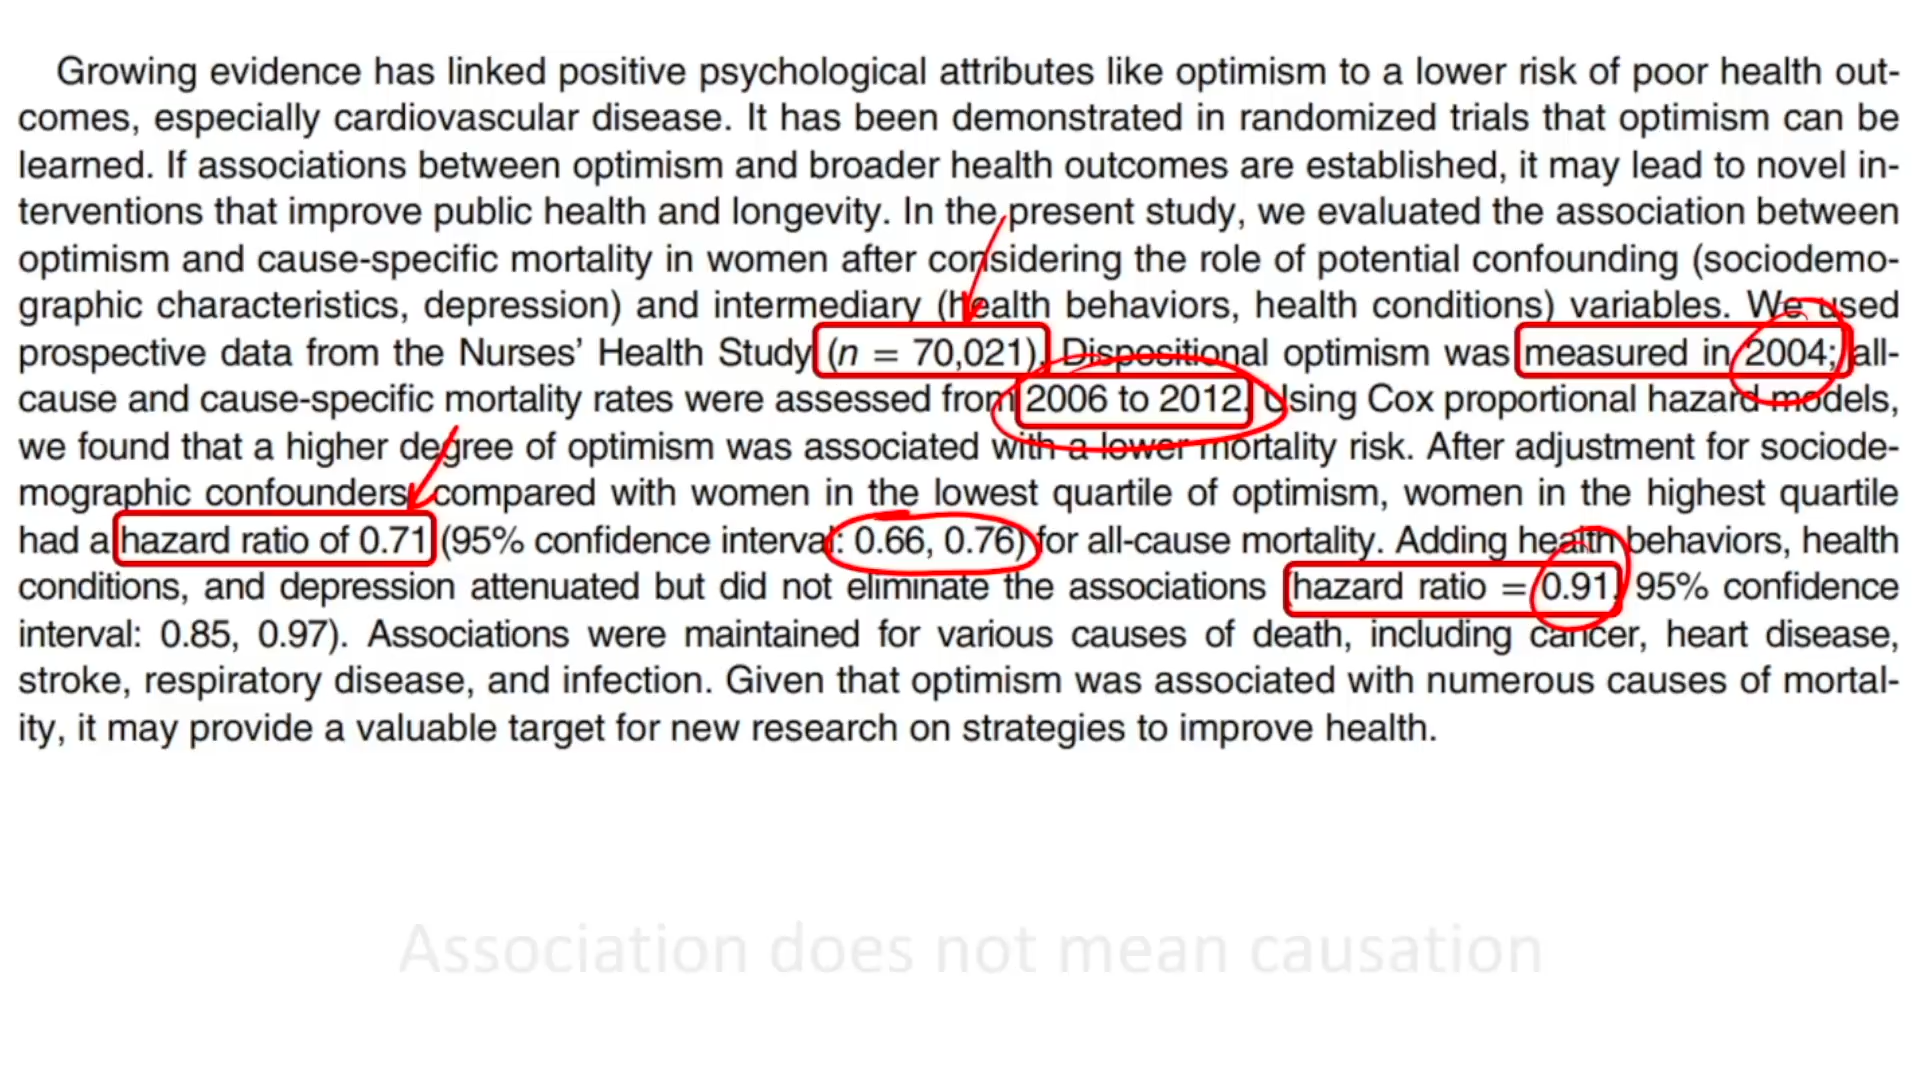 Growing evidence has linked positive psychological attributes like optimism to a lower risk of poor health out-
comes, especially cardiovascular disease. It has been demonstrated in randomized trials that optimism can be
learned. If associations between optimism and broader health outcomes are established, it may lead to novel in-
terventions that improve public health and longevity. In the present study, we evaluated the association between
optimism and cause-specific mortality in women after considering the role of potential confounding (sociodemo-
graphic characteristics, depression) and intermediary (health behaviors, health conditions) variables. We used
prospective data from the Nurses’ Health Study (n = 70,021). Dispositional optimism was measured in 2004; all-
cause and cause-specific mortality rates were assessed from 2006 to 2012. Using Cox proportional hazard models,
we found that a higher degree of optimism was associated with a lower mortality risk. After adjustment for sociode-
mographic confounders, compared with women in the lowest quartile of optimism, women in the highest quartile
had a hazard ratio of 0.71 (95% confidence interval: 0.66, 0.76) for all-cause mortality. Adding health behaviors, health
conditions, and depression attenuated but did not eliminate the associations (hazard ratio = 0.91, 95% confidence
interval: 0.85, 0.97). Associations were maintained for various causes of death, including cancer, heart disease,
stroke, respiratory disease, and infection. Given that optimism was associated with numerous causes of mortal-
ity, it may provide a valuable target for new research on strategies to improve health.
Association does not mean causation